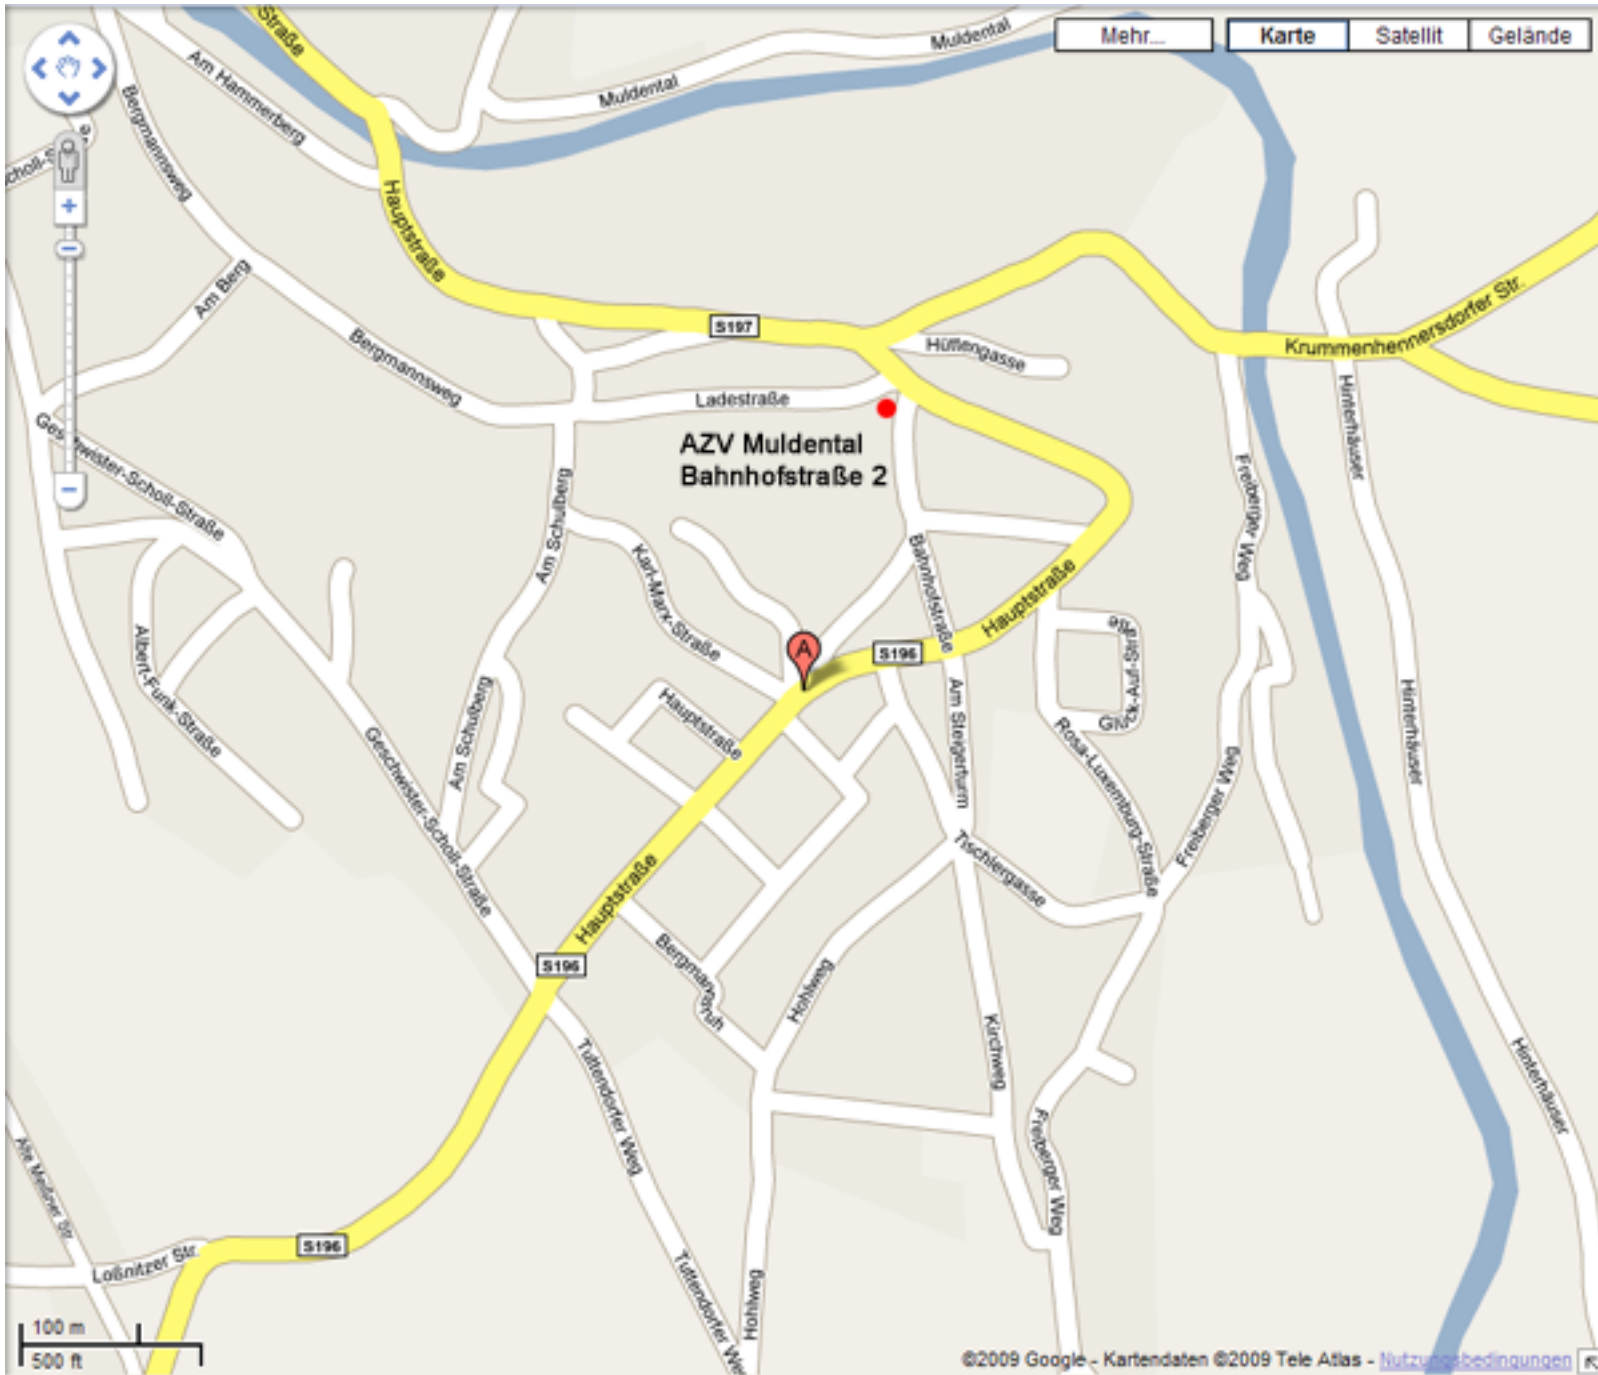 Straße
Mehr...
Karte
Satellit
Gelände
Muldental
Muldental
Am Hammerberg
Bergmannsweg
Hauptstraße
Am Berg
S197
Krummenhennersdorfer Str.
Bergmannsweg
Hüttengasse
Ladestraße
Hinterhäuser
AZV Muldental
Bahnhofstraße 2
Geschwister-Scholl-Straße
Am Schulberg
Freiberger Weg
Karl-Marx-Straße
Bahnhofstraße
Hauptstraße
A
S196
Albert-Funk-Straße
Am Schulberg
Hauptstraße
Am Steigerturm
Glück-Auf-Straße
Rosa-Luxemburg-Straße
Hinterhäuser
Geschwister-Scholl-Straße
Freiberger Weg
Tischlergasse
Hauptstraße
S196
Bergmannsruh
Hohlweg
Kirchweg
Tuttendorfer Weg
Hinterhäuser
Freiberger Weg
Alte Meißner Str.
S196
Loßnitzer Str.
Tuttendorfer Weg
Hohlweg
100 m
500 ft
©2009 Google - Kartendaten ©2009 Tele Atlas - Nutzungsbedingungen